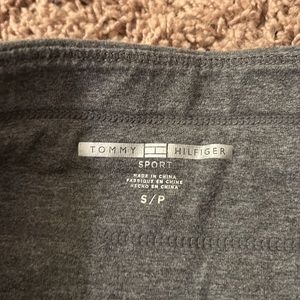 TOMMY HILFIGER
SPORT
MADE IN CHINA
FABRIQUÉ EN CHINE
HECHO EN CHINA
S/P